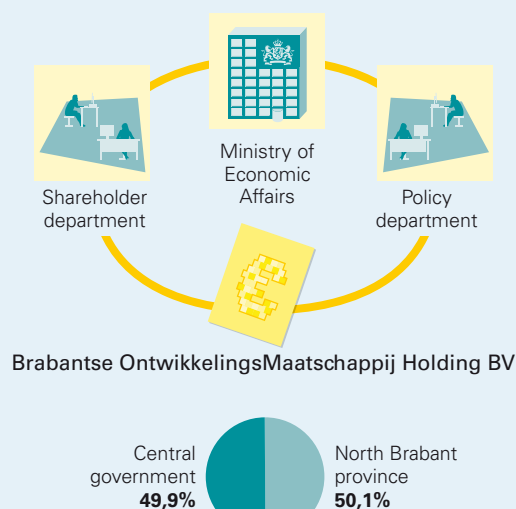 Ministry of
Economic
Affairs
Shareholder
department
Policy
department
Brabantse OntwikkelingsMaatschappij Holding BV
Central
government
49,9%
North Brabant
province
50,1%